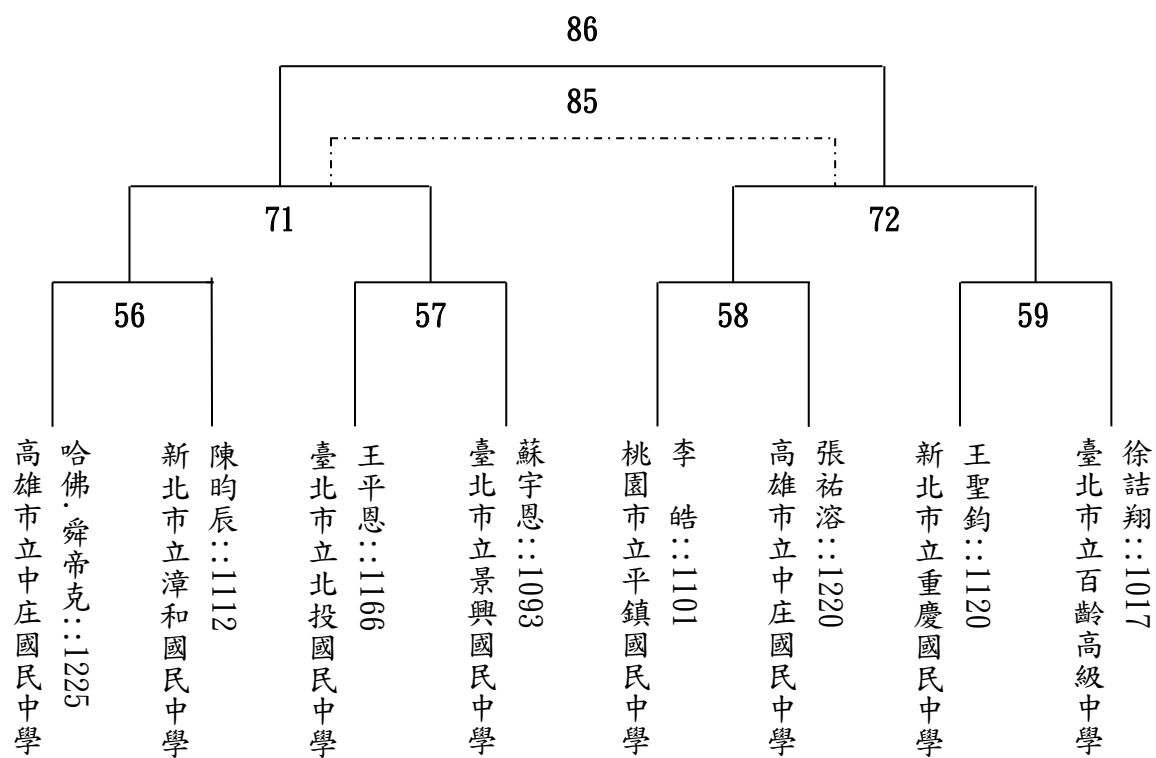 86
85
71
72
56
57
58
59
哈佛.舜帝克::1225
高雄市立中庄國民中學
陳昀辰::1112
新北市立漳和國民中學
王平恩::1166
臺北市立北投國民中學
蘇宇恩::1093
臺北市立景興國民中學
李　皓::1101
桃園市立平鎮國民中學
張祐溶::1220
高雄市立中庄國民中學
王聖鈞::1120
新北市立重慶國民中學
徐詰翔::1017
臺北市立百齡高級中學